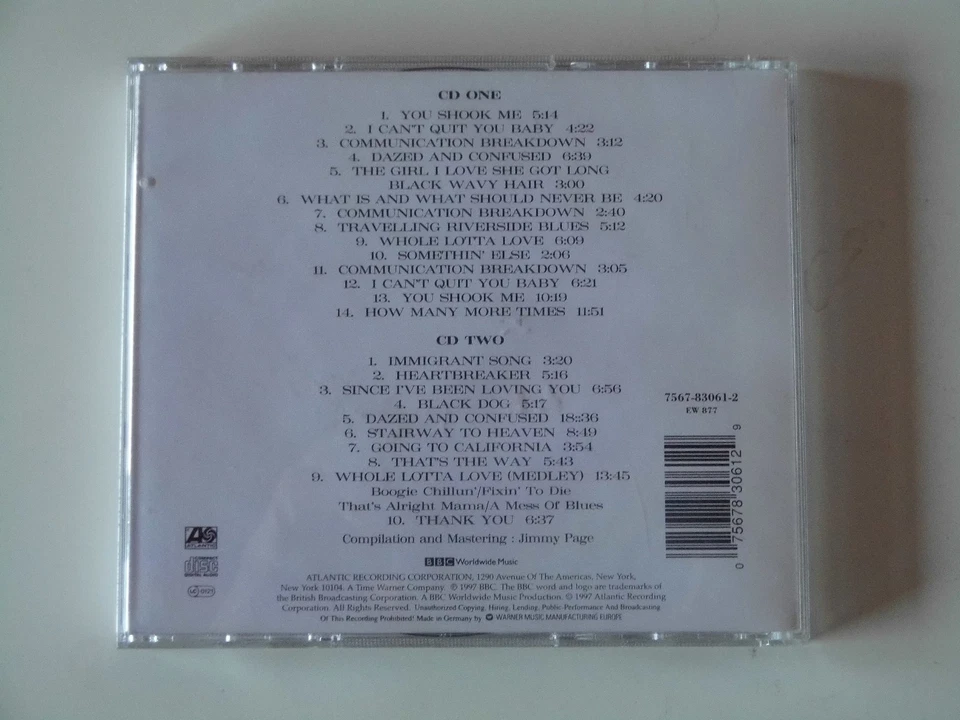 CD ONE
1. YOU SHOOK ME 5:14
2. I CAN'T QUIT YOU BABY 4:22
3. COMMUNICATION BREAKDOWN 3:12
4. DAZED AND CONFUSED 6:39
5. THE GIRL I LOVE SHE GOT LONG
BLACK WAVY HAIR 3:00
6. WHAT IS AND WHAT SHOULD NEVER BE 4:20
7. COMMUNICATION BREAKDOWN 2:40
8. TRAVELLING RIVERSIDE BLUES 5:12
9. WHOLE LOTTA LOVE 6:09
10. SOMETHIN' ELSE 2:06
11. COMMUNICATION BREAKDOWN 3:05
12. I CAN'T QUIT YOU BABY 6:21
13. YOU SHOOK ME 10:19
14. HOW MANY MORE TIMES 11:51
CD TWO
1. IMMIGRANT SONG 3:20
2. HEARTBREAKER 5:16
3. SINCE I'VE BEEN LOVING YOU 6:56
4. BLACK DOG 5:17
5. DAZED AND CONFUSED 18:36
6. STAIRWAY TO HEAVEN 8:49
7. GOING TO CALIFORNIA 3:54
8. THAT'S THE WAY 5:43
9. WHOLE LOTTA LOVE (MEDLEY) 13:45
Boogie Chillun'/Fixin' To Die
That's Alright Mama/A Mess Of Blues
10. THANK YOU 6:37
Compilation and Mastering : Jimmy Page
7567-83061-2
EW 877
0 75678 30612 9
ATLANTIC
COMPACT
disc
DIGITAL AUDIO
LC 0121
BBC Worldwide Music
ATLANTIC RECORDING CORPORATION, 1290 Avenue Of The Americas, New York,
New York 10104. A Time Warner Company ℗ 1997 BBC. The BBC word and logo are trademarks of
the British Broadcasting Corporation. A BBC Worldwide Music Production. © 1997 Atlantic Recording
Corporation. All Rights Reserved. Unauthorized Copying, Hiring, Lending, Public Performance And Broadcasting
Of This Recording Prohibited! Made in Germany by WARNER MUSIC MANUFACTURING EUROPE